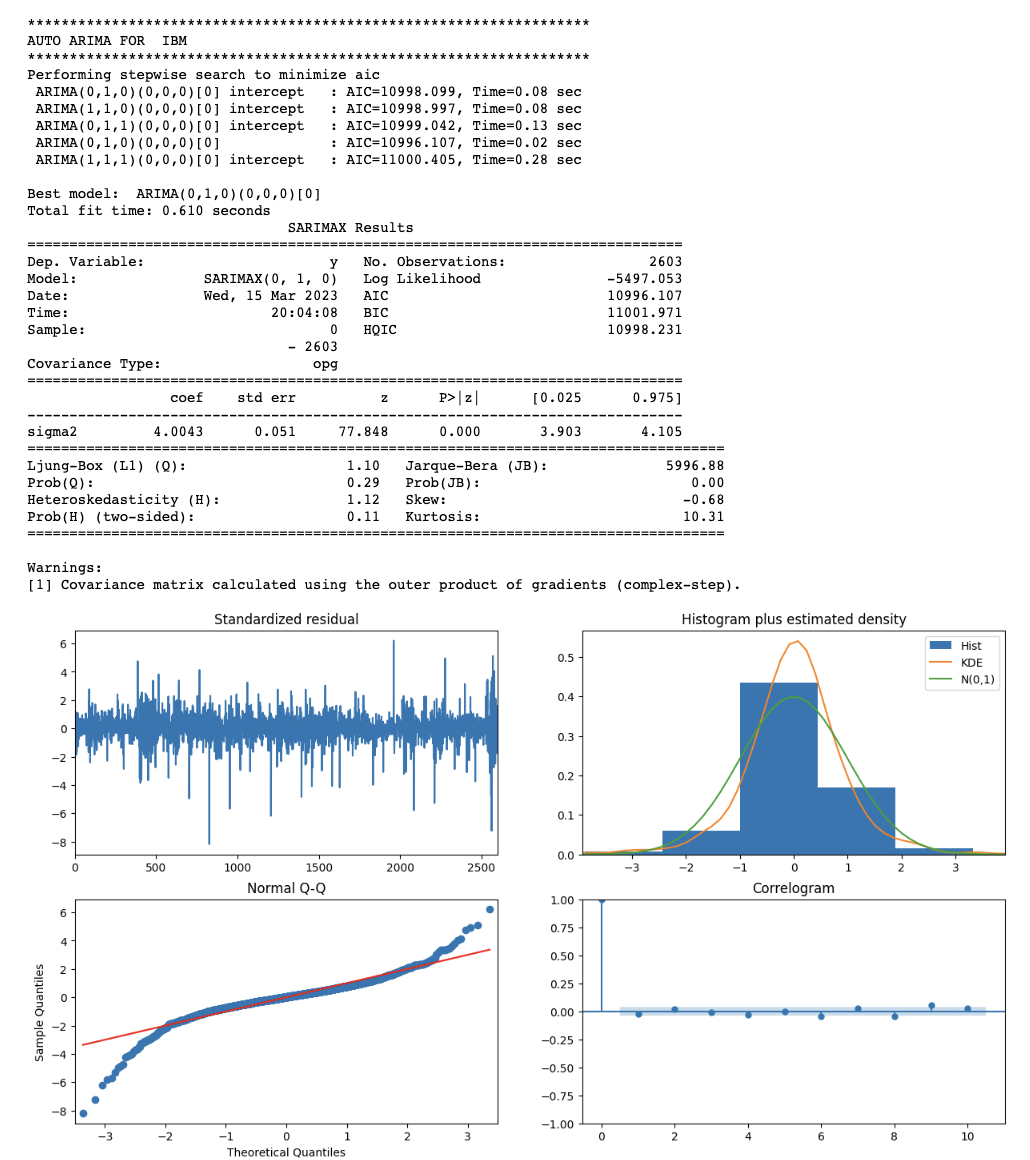 ********************************************************************
AUTO ARIMA FOR  IBM
********************************************************************
Performing stepwise search to minimize aic
 ARIMA(0,1,0)(0,0,0)[0] intercept   : AIC=10998.099, Time=0.08 sec
 ARIMA(1,1,0)(0,0,0)[0] intercept   : AIC=10998.997, Time=0.08 sec
 ARIMA(0,1,1)(0,0,0)[0] intercept   : AIC=10999.042, Time=0.13 sec
 ARIMA(0,1,0)(0,0,0)[0]             : AIC=10996.107, Time=0.02 sec
 ARIMA(1,1,1)(0,0,0)[0] intercept   : AIC=11000.405, Time=0.28 sec
Best model:  ARIMA(0,1,0)(0,0,0)[0]
Total fit time: 0.610 seconds
SARIMAX Results
===============================================================================
Dep. Variable:                      y   No. Observations:                 2603
Model:               SARIMAX(0, 1, 0)   Log Likelihood               -5497.053
Date:                Wed, 15 Mar 2023   AIC                          10996.107
Time:                        20:04:08   BIC                          11001.971
Sample:                             0   HQIC                         10998.231
- 2603
Covariance Type:                  opg
===============================================================================
coef    std err          z      P>|z|      [0.025      0.975]
-------------------------------------------------------------------------------
sigma2         4.0043      0.051     77.848      0.000       3.903       4.105
====================================================================================
Ljung-Box (L1) (Q):               1.10   Jarque-Bera (JB):              5996.88
Prob(Q):                          0.29   Prob(JB):                         0.00
Heteroskedasticity (H):           1.12   Skew:                            -0.68
Prob(H) (two-sided):              0.11   Kurtosis:                        10.31
====================================================================================
Warnings:
[1] Covariance matrix calculated using the outer product of gradients (complex-step).
Standardized residual
6
4
2
0
−2
−4
−6
−8
0 500 1000 1500 2000 2500
Histogram plus estimated density
Hist
KDE
N(0,1)
0.5
0.4
0.3
0.2
0.1
0.0
−3 −2 −1 0 1 2 3
Normal Q-Q
Sample Quantiles
6
4
2
0
−2
−4
−6
−8
−3 −2 −1 0 1 2 3
Theoretical Quantiles
Correlogram
1.00
0.75
0.50
0.25
0.00
−0.25
−0.50
−0.75
−1.00
0 2 4 6 8 10